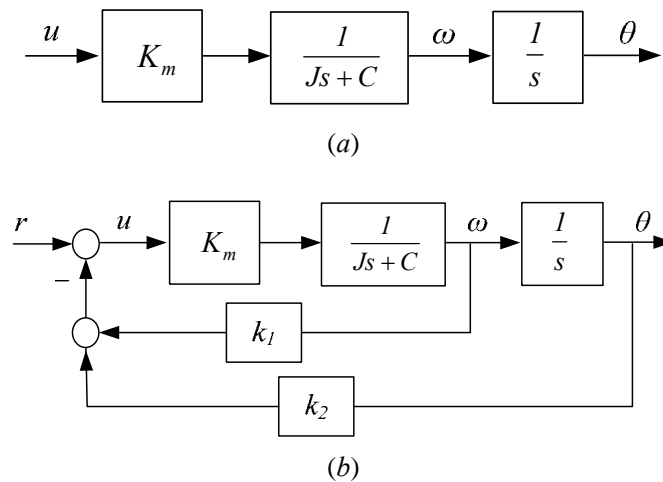 u
K_m
1
Js + C
ω
1
s
θ
(a)
r
u
K_m
1
Js + C
ω
1
s
θ
−
k_1
k_2
(b)